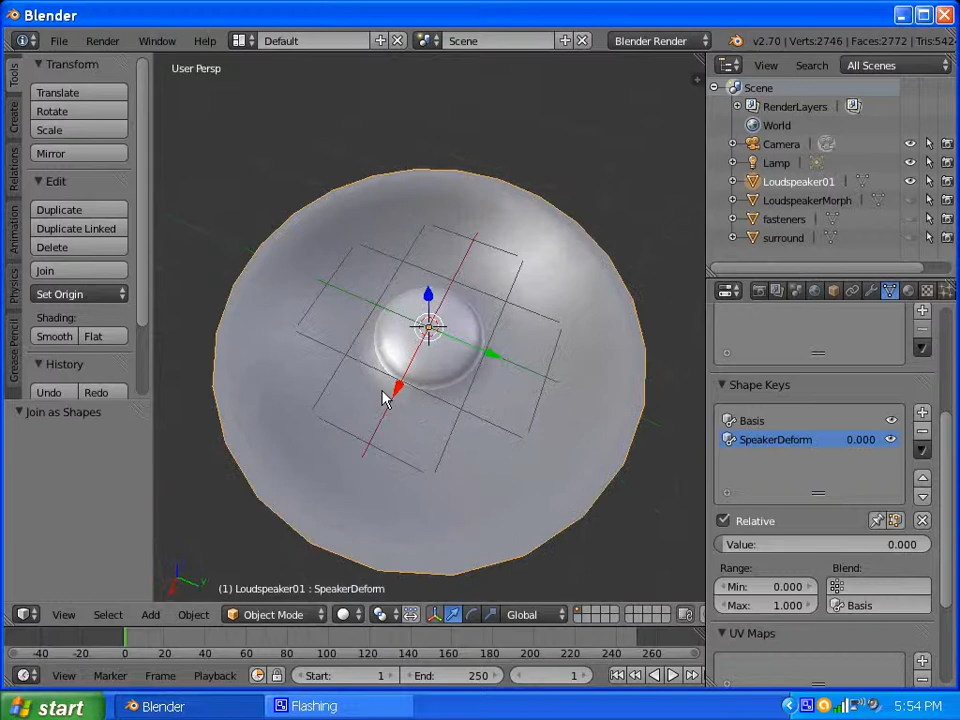 Blender
File Render Window Help Default Scene Blender Render v2.70 | Verts:2746 | Faces:2772 | Tris:542
User Persp
Tools
Create
Relations
Animation
Physics
Grease Pencil
Transform
Translate
Rotate
Scale
Mirror
Edit
Duplicate
Duplicate Linked
Delete
Join
Set Origin
Shading:
Smooth Flat
History
Undo Redo
Join as Shapes
(1) Loudspeaker01 : SpeakerDeform
View Search All Scenes
Scene
RenderLayers
World
Camera
Lamp
Loudspeaker01
LoudspeakerMorph
fasteners
surround
Shape Keys
Basis
SpeakerDeform 0.000
Relative
Value: 0.000
Range: Blend:
Min: 0.000
Max: 1.000 Basis
UV Maps
View Select Add Object Object Mode Global
-40 -20 0 20 40 60 80 100 120 140 160 180 200 220 240 260
View Marker Frame Playback Start: 1 End: 250 1
start Blender Flashing 5:54 PM